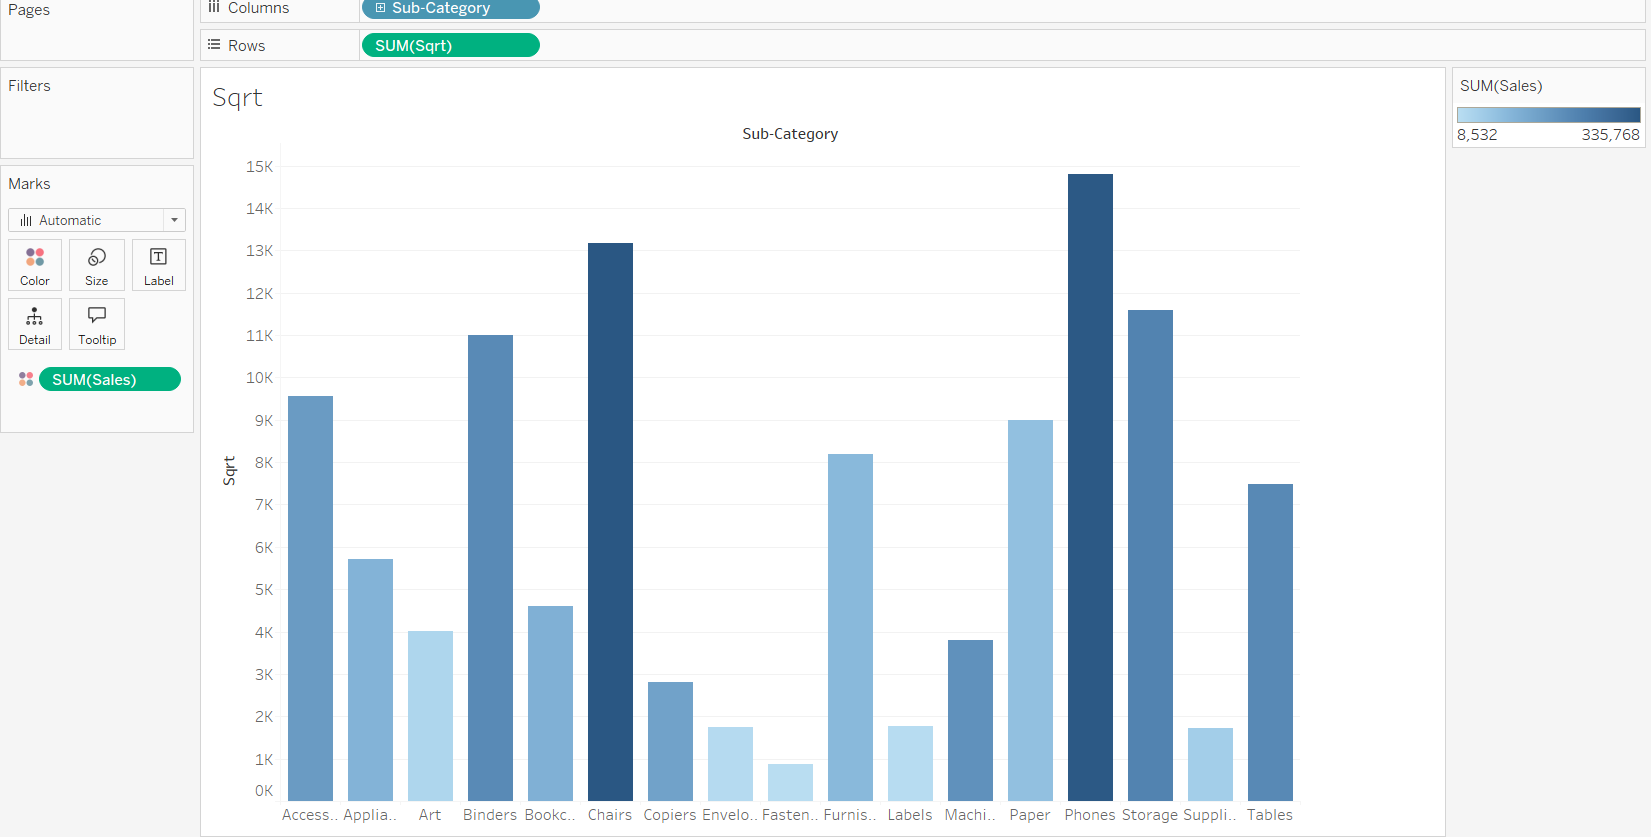 Pages
Columns
Sub-Category
Rows
SUM(Sqrt)
Filters
Marks
Automatic
Color
Size
Label
Detail
Tooltip
SUM(Sales)
Sqrt
Sub-Category
Sqrt
15K
14K
13K
12K
11K
10K
9K
8K
7K
6K
5K
4K
3K
2K
1K
0K
Access.. Applia.. Art Binders Bookc.. Chairs Copiers Envelo.. Fasten.. Furnis.. Labels Machi.. Paper Phones Storage Suppli.. Tables
SUM(Sales)
8,532 335,768